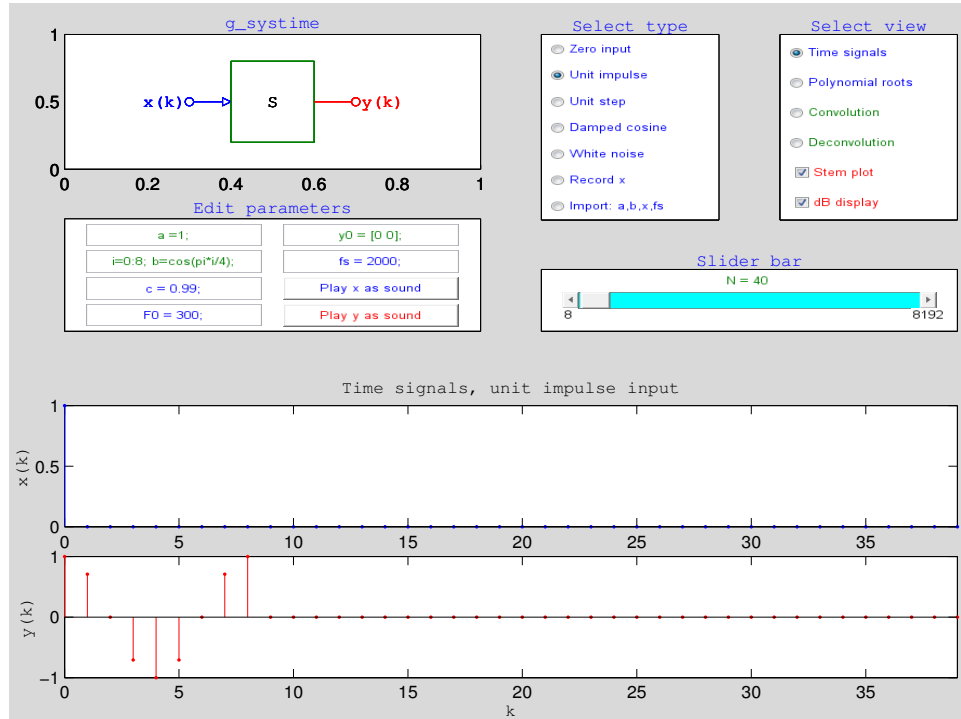 g_systime
1
0.5
0
x(k)
S
y(k)
0 0.2 0.4 0.6 0.8 1
Select type
Zero input
Unit impulse
Unit step
Damped cosine
White noise
Record x
Import: a,b,x,fs
Select view
Time signals
Polynomial roots
Convolution
Deconvolution
Stem plot
dB display
Edit parameters
a =1;
y0 = [0 0];
i=0:8; b=cos(pi*i/4);
fs = 2000;
c = 0.99;
Play x as sound
F0 = 300;
Play y as sound
Slider bar
N = 40
8 8192
Time signals, unit impulse input
1
0.5
0
x(k)
0 5 10 15 20 25 30 35
1
0
−1
y(k)
0 5 10 15 20 25 30 35
k